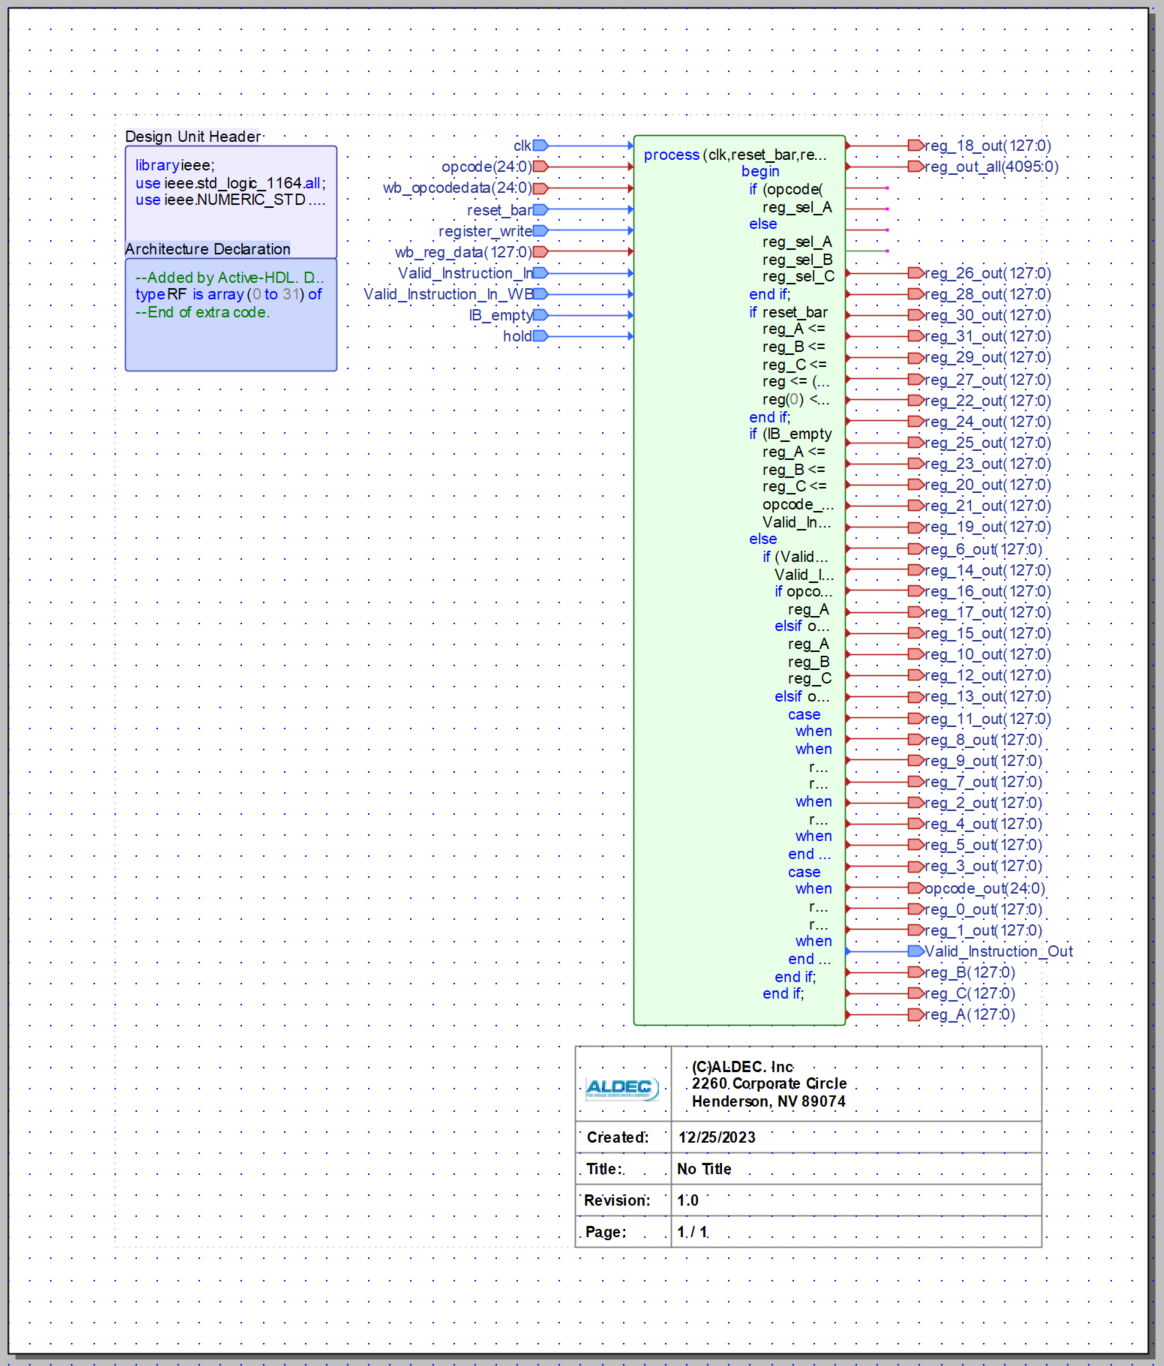 Design Unit Header
library ieee;
use ieee.std_logic_1164.all;
use ieee.NUMERIC_STD ....
Architecture Declaration
--Added by Active-HDL. D...
type RF is array (0 to 31) of
--End of extra code.
clk
opcode(24:0)
wb_opcodedata(24:0)
reset_bar
register_write
wb_reg_data(127:0)
Valid_Instruction_In
Valid_Instruction_In_WB
IB_empty
hold
process (clk,reset_bar,re...
begin
if (opcode(
reg_sel_A
else
reg_sel_A
reg_sel_B
reg_sel_C
end if;
if reset_bar
reg_A <=
reg_B <=
reg_C <=
reg <= (...
reg(0) <...
end if;
if (IB_empty
reg_A <=
reg_B <=
reg_C <=
opcode_...
Valid_In...
else
if (Valid...
Valid_I...
if opco...
reg_A
elsif o...
reg_A
reg_B
reg_C
elsif o...
case
when
when
r...
r...
when
r...
when
end ...
case
when
r...
r...
when
end ...
end if;
end if;
reg_18_out(127:0)
reg_out_all(4095:0)
reg_26_out(127:0)
reg_28_out(127:0)
reg_30_out(127:0)
reg_31_out(127:0)
reg_29_out(127:0)
reg_27_out(127:0)
reg_22_out(127:0)
reg_24_out(127:0)
reg_25_out(127:0)
reg_23_out(127:0)
reg_20_out(127:0)
reg_21_out(127:0)
reg_19_out(127:0)
reg_6_out(127:0)
reg_14_out(127:0)
reg_16_out(127:0)
reg_17_out(127:0)
reg_15_out(127:0)
reg_10_out(127:0)
reg_12_out(127:0)
reg_13_out(127:0)
reg_11_out(127:0)
reg_8_out(127:0)
reg_9_out(127:0)
reg_7_out(127:0)
reg_2_out(127:0)
reg_4_out(127:0)
reg_5_out(127:0)
reg_3_out(127:0)
opcode_out(24:0)
reg_0_out(127:0)
reg_1_out(127:0)
Valid_Instruction_Out
reg_B(127:0)
reg_C(127:0)
reg_A(127:0)
ALDEC
(C)ALDEC. Inc
2260 Corporate Circle
Henderson, NV 89074
Created: 12/25/2023
Title: No Title
Revision: 1.0
Page: 1 / 1